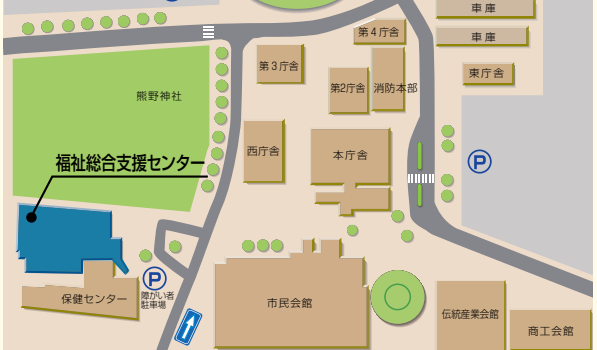 車庫
第4庁舎
車庫
第3庁舎
東庁舎
第2庁舎
消防本部
熊野神社
西庁舎
本庁舎
福祉総合支援センター
P
P
障がい者
駐車場
保健センター
市民会館
伝統産業会館
商工会館